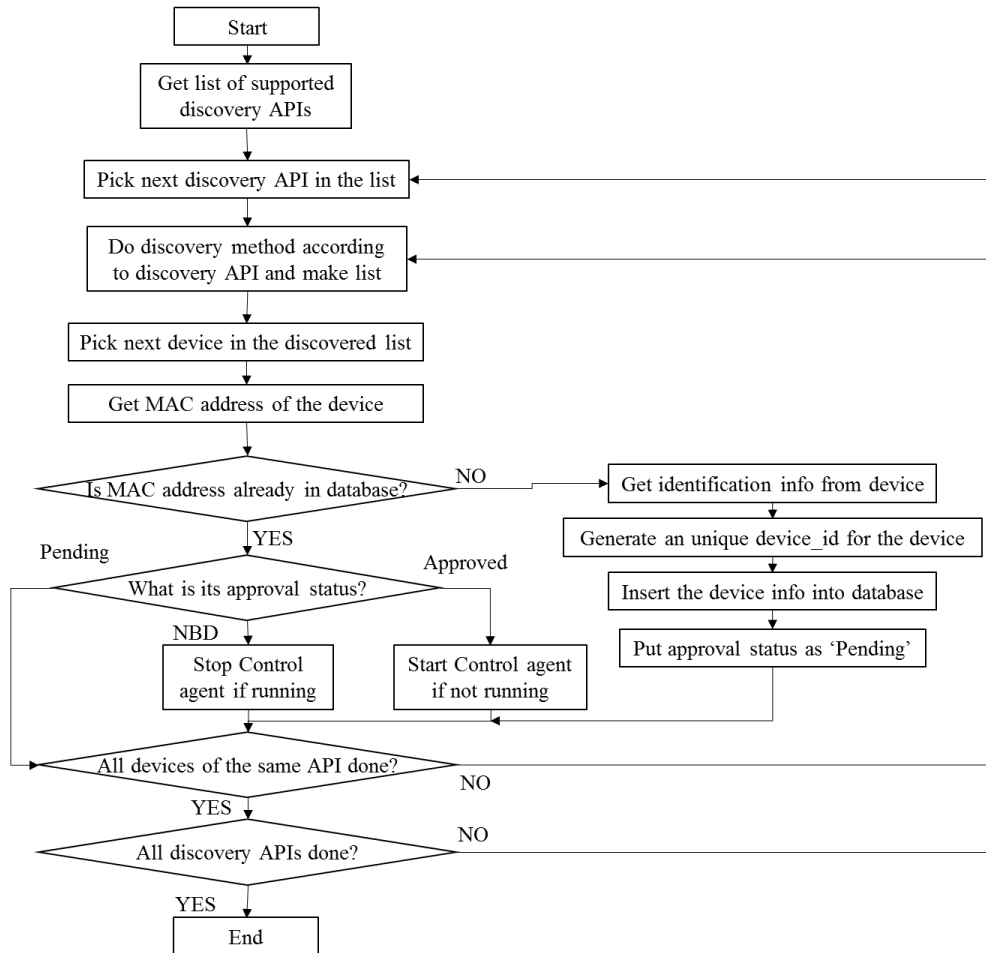 Start
Get list of supported
discovery APIs
Pick next discovery API in the list
Do discovery method according
to discovery API and make list
Pick next device in the discovered list
Get MAC address of the device
Is MAC address already in database?
NO
Get identification info from device
YES
Generate an unique device_id for the device
Pending
Approved
What is its approval status?
Insert the device info into database
NBD
Put approval status as ‘Pending’
Stop Control
agent if running
Start Control agent
if not running
All devices of the same API done?
NO
YES
All discovery APIs done?
NO
YES
End